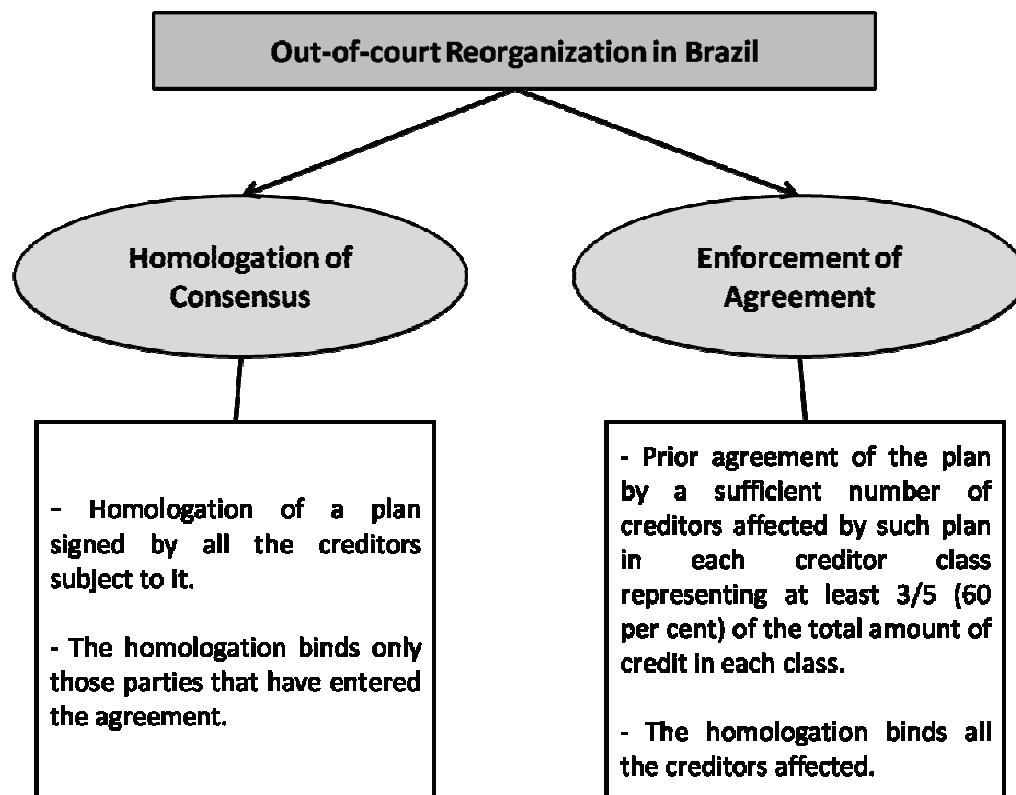 Out-of-court Reorganization in Brazil
Homologation of
Consensus
Enforcement of
Agreement
– Homologation of a plan
signed by all the creditors
subject to it.
- The homologation binds only
those parties that have entered
the agreement.
- Prior agreement of the plan
by a sufficient number of
creditors affected by such plan
in each creditor class
representing at least 3/5 (60
per cent) of the total amount of
credit in each class.
- The homologation binds all
the creditors affected.